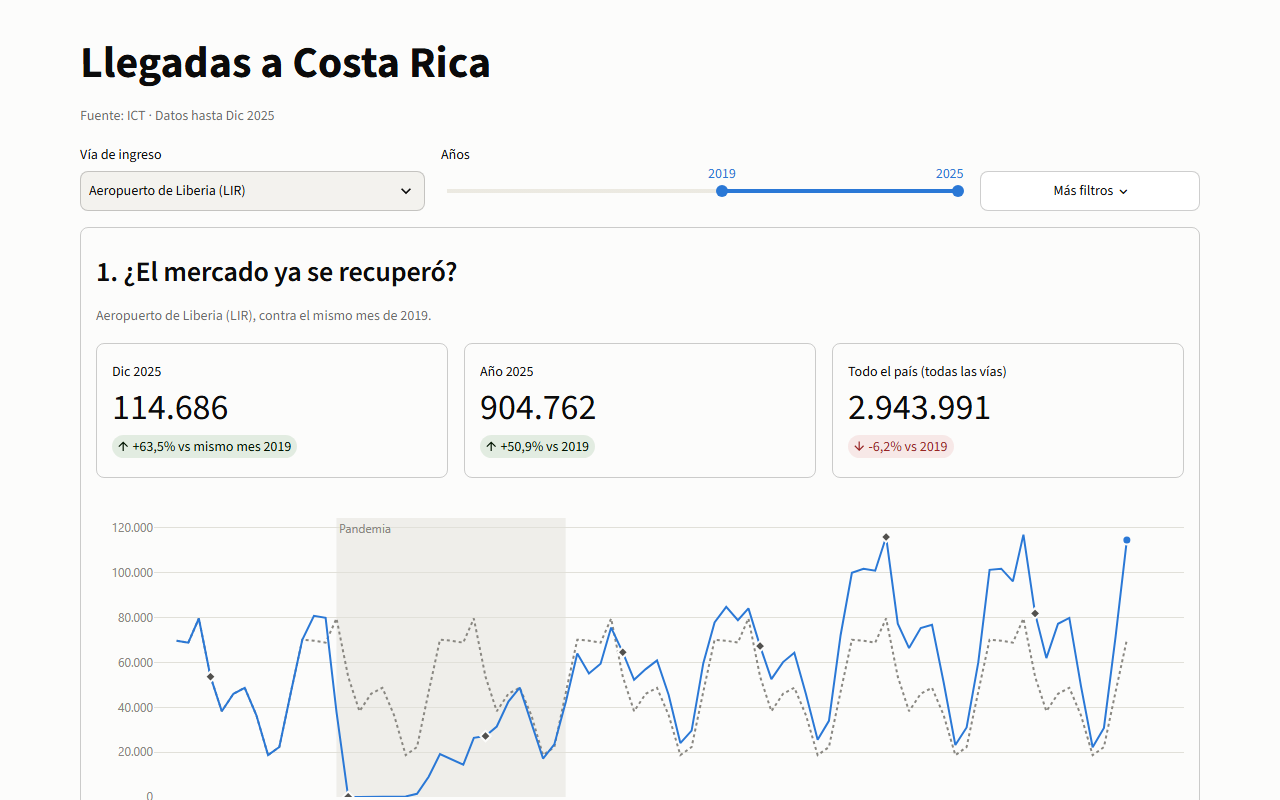 Llegadas a Costa Rica
Fuente: ICT · Datos hasta Dic 2025
Vía de ingreso
Años
Aeropuerto de Liberia (LIR)
2019
2025
Más filtros
1. ¿El mercado ya se recuperó?
Aeropuerto de Liberia (LIR), contra el mismo mes de 2019.
Dic 2025
114.686
↑ +63,5% vs mismo mes 2019
Año 2025
904.762
↑ +50,9% vs 2019
Todo el país (todas las vías)
2.943.991
↓ -6,2% vs 2019
Pandemia
120.000
100.000
80.000
60.000
40.000
20.000
0